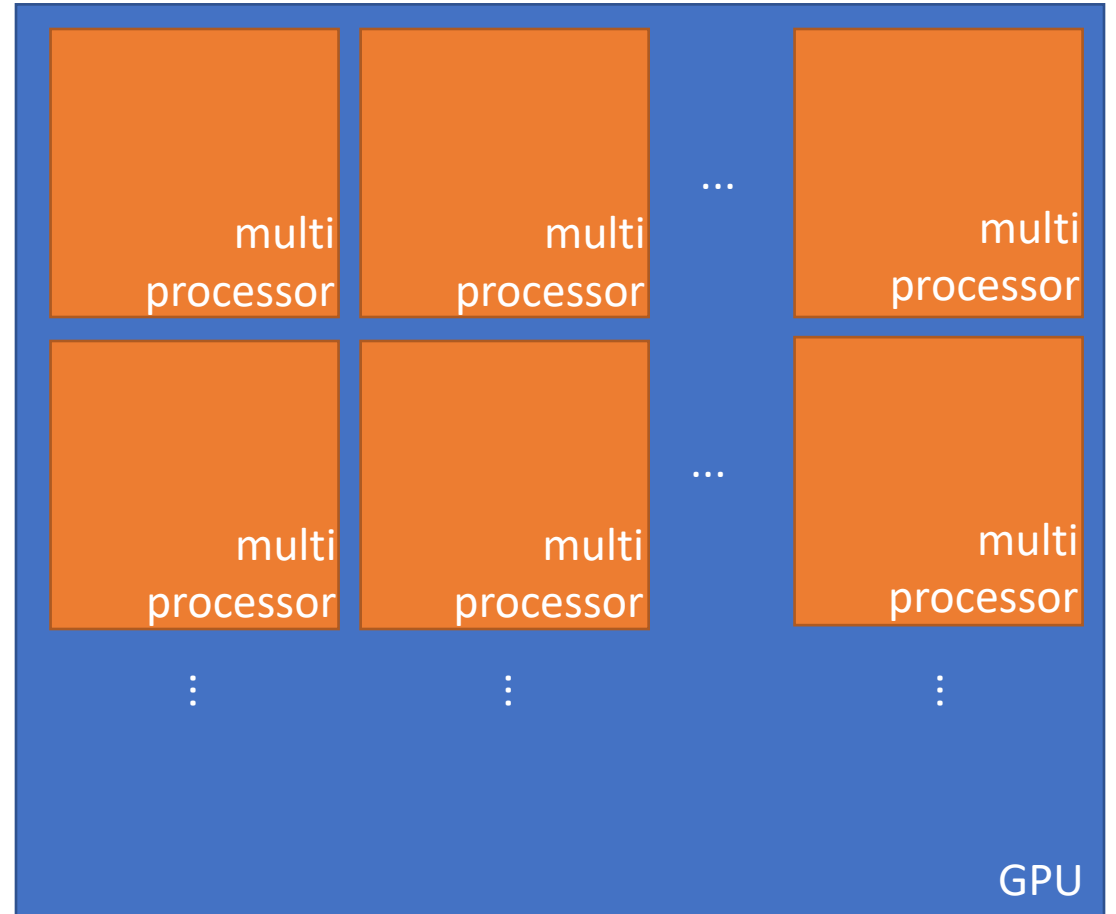 multi
processor
multi
processor
...
multi
processor
multi
processor
multi
processor
...
multi
processor
⋮
⋮
⋮
GPU